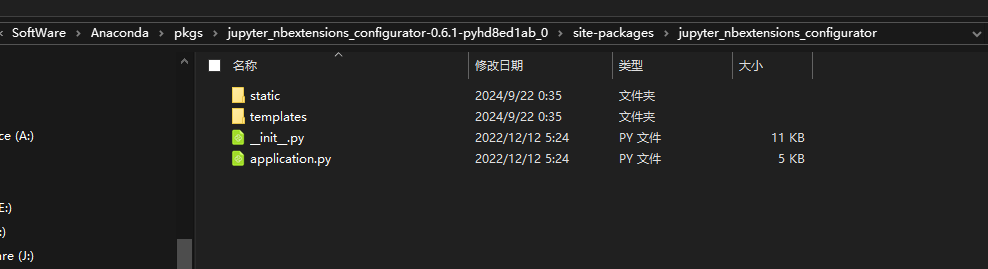 SoftWare > Anaconda > pkgs > jupyter_nbextensions_configurator-0.6.1-pyhd8ed1ab_0 > site-packages > jupyter_nbextensions_configurator
名称 修改日期 类型 大小
static 2024/9/22 0:35 文件夹
templates 2024/9/22 0:35 文件夹
ce (A:) __init__.py 2022/12/12 5:24 PY 文件 11 KB
application.py 2022/12/12 5:24 PY 文件 5 KB
E:)
:)
are (J:)